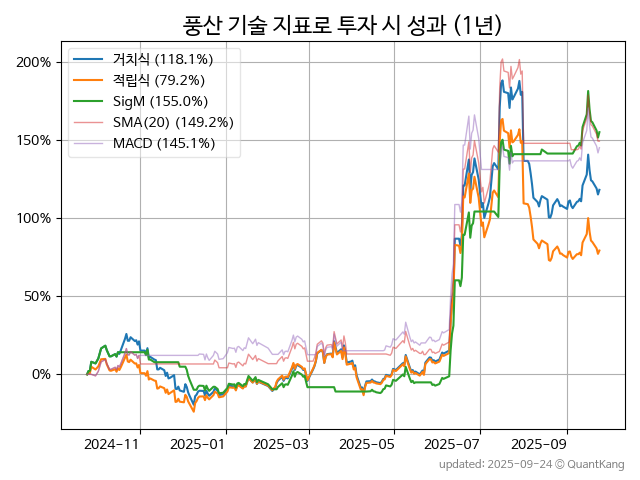 풍산 기술 지표로 투자 시 성과 (1년)
거치식 (118.1%)
적립식 (79.2%)
SigM (155.0%)
SMA(20) (149.2%)
MACD (145.1%)
200%
150%
100%
50%
0%
2024-11 2025-01 2025-03 2025-05 2025-07 2025-09
updated: 2025-09-24 © QuantKang